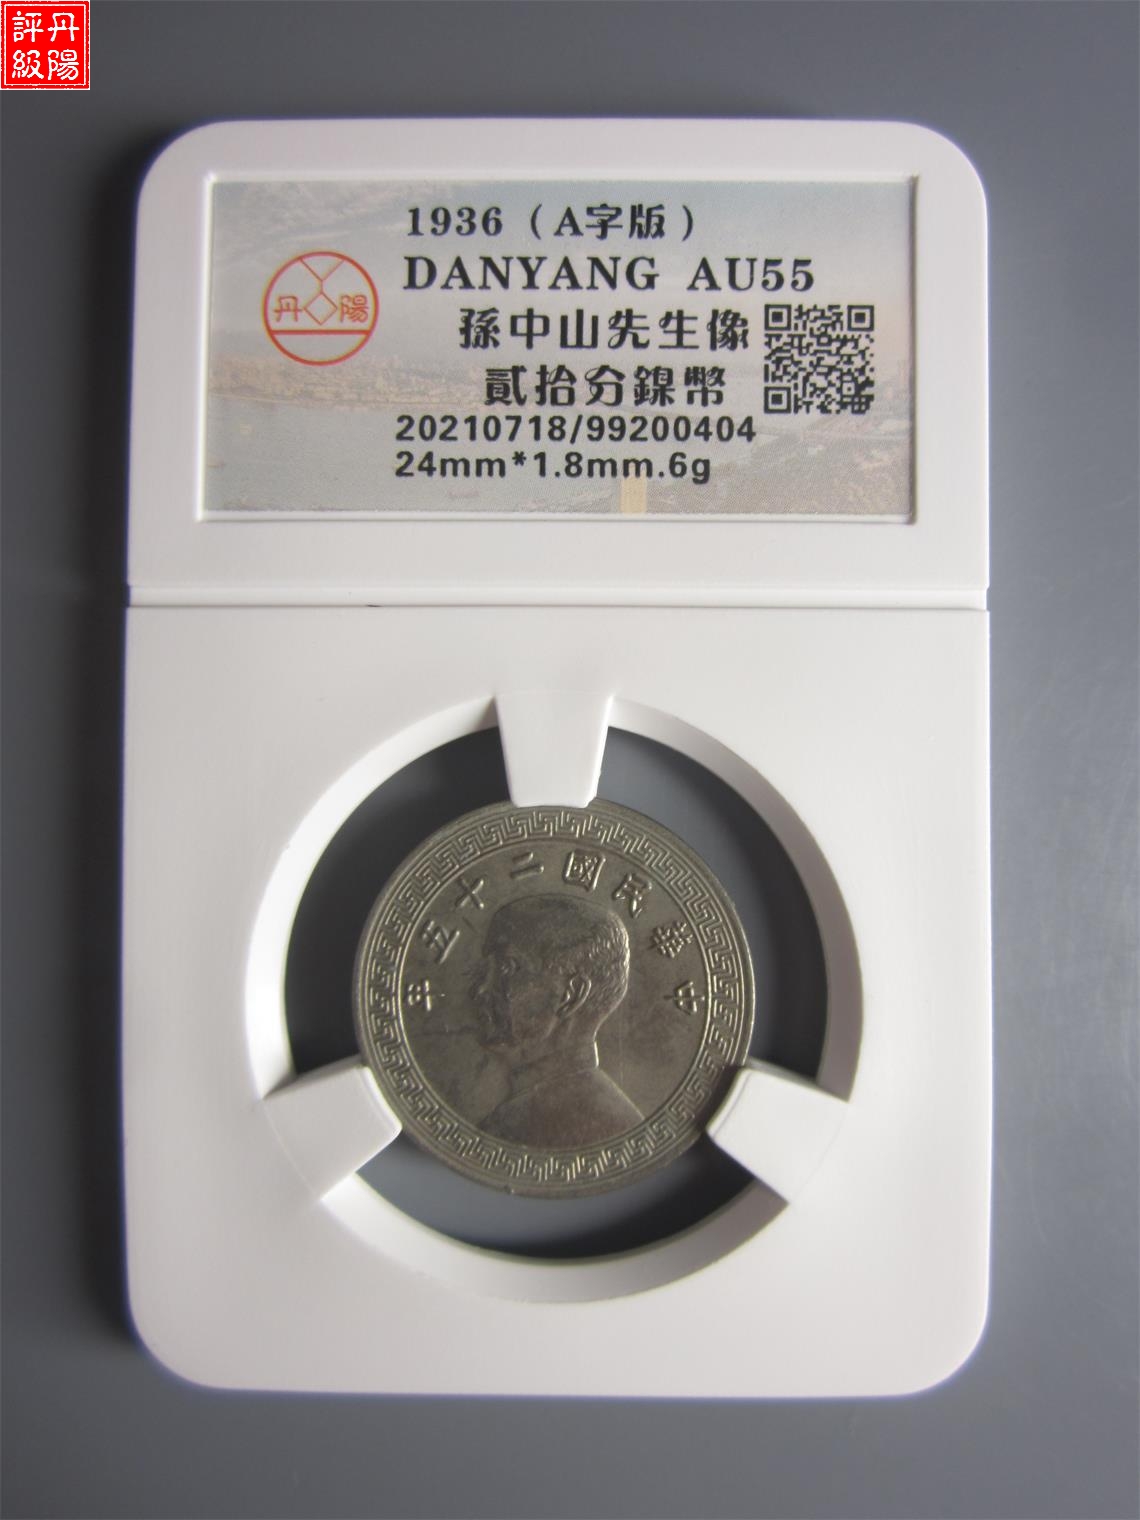 丹陽評級
1936（A字版）
DANYANG AU55
丹陽
孫中山先生像
貳拾分鎳幣
20210718/99200404
24mm*1.8mm.6g
中華民國二十五年